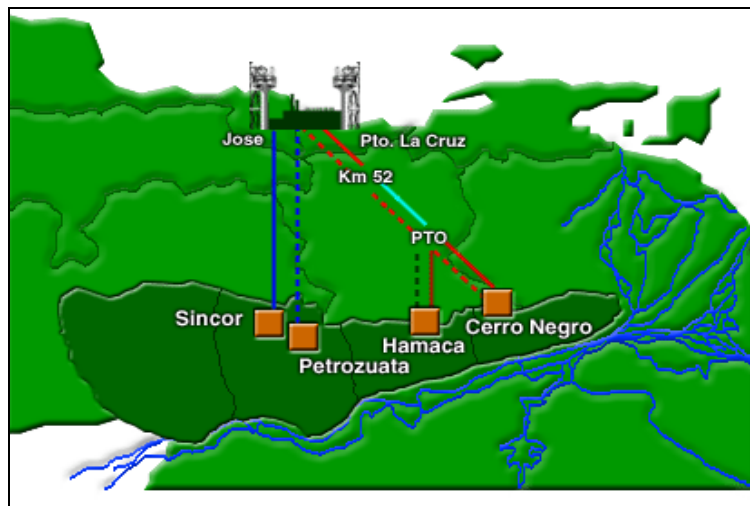 Jose
Pto. La Cruz
Km 52
PTO
Sincor
Petrozuata
Hamaca
Cerro Negro